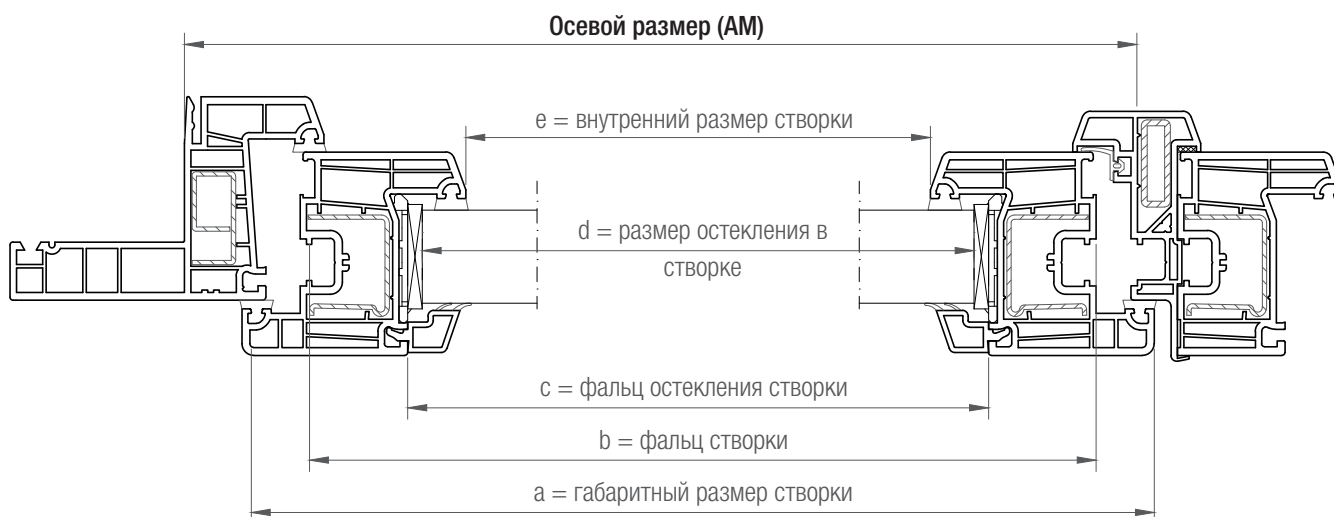 Осевой размер (AM)
e = внутренний размер створки
d = размер остекления в
створке
c = фальц остекления створки
b = фальц створки
a = габаритный размер створки